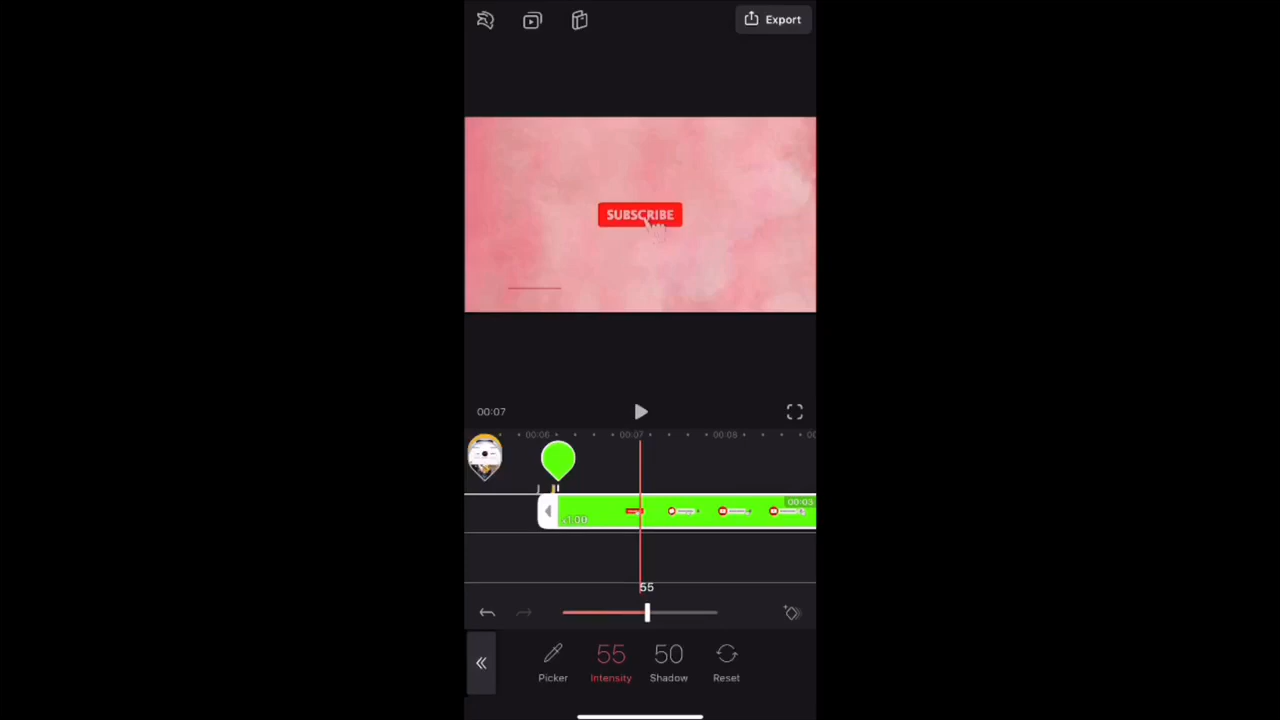 Export
SUBSCRIBE
00:07
00:06
00:07
00:08
00:03
x1.00
55
55
50
Picker
Intensity
Shadow
Reset